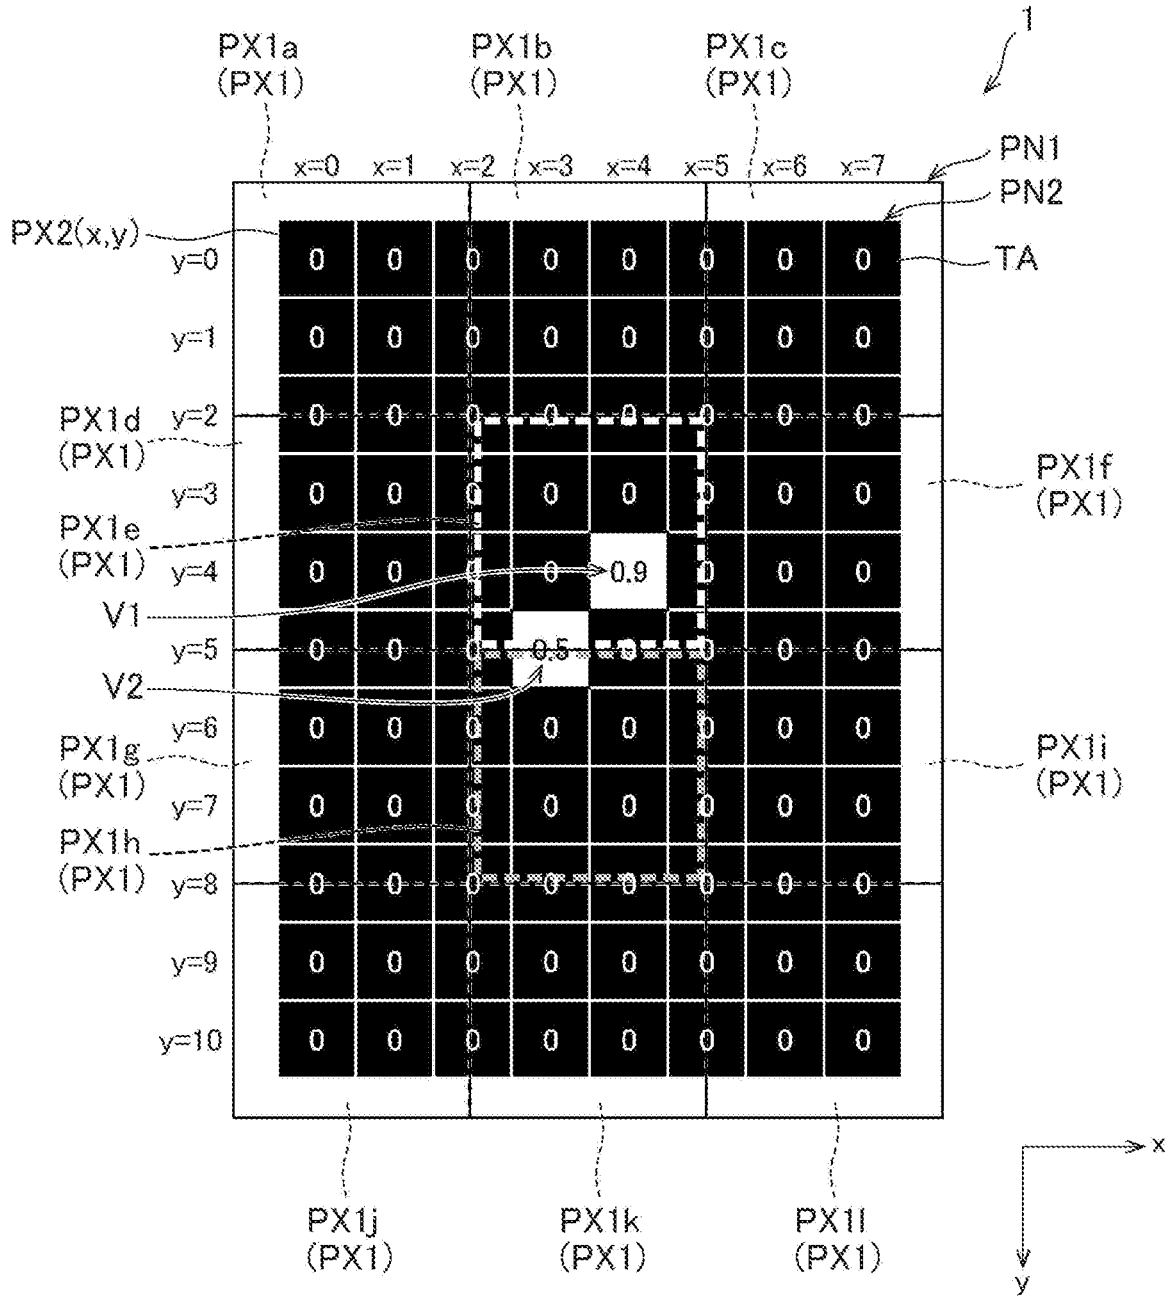 1
PX1a PX1b PX1c
(PX1) (PX1) (PX1)
PN1
x=0 x=1 x=2 x=3 x=4 x=5 x=6 x=7
PN2
PX2(x,y)
y=0 0 0 0 0 0 0 0 0 TA
y=1 0 0 0 0 0 0 0 0
PX1d
(PX1)
y=2 0 0 0 0 0 0 0 0
PX1f
(PX1)
y=3 0 0 0 0 0 0 0 0
PX1e
(PX1)
y=4 0 0 0 0 0.9 0 0 0
V1
y=5 0 0 0 0.5 0 0 0 0
V2
y=6 0 0 0 0 0 0 0 0
PX1g
(PX1)
PX1i
(PX1)
y=7 0 0 0 0 0 0 0 0
PX1h
(PX1)
y=8 0 0 0 0 0 0 0 0
y=9 0 0 0 0 0 0 0 0
y=10 0 0 0 0 0 0 0 0
x
PX1j PX1k PX1l
(PX1) (PX1) (PX1)
y